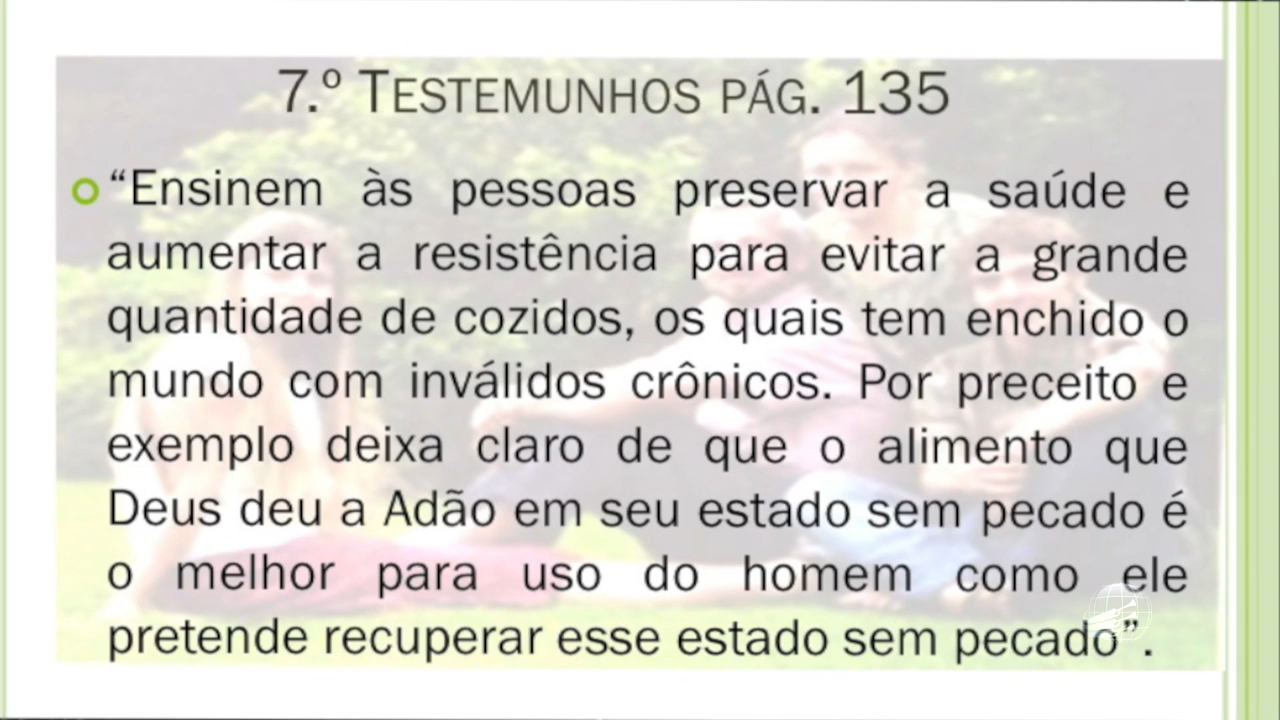 7.º TESTEMUNHOS PÁG. 135
“Ensinem às pessoas preservar a saúde e
aumentar a resistência para evitar a grande
quantidade de cozidos, os quais tem enchido o
mundo com inválidos crônicos. Por preceito e
exemplo deixa claro de que o alimento que
Deus deu a Adão em seu estado sem pecado é
o melhor para uso do homem como ele
pretende recuperar esse estado sem pecado”.